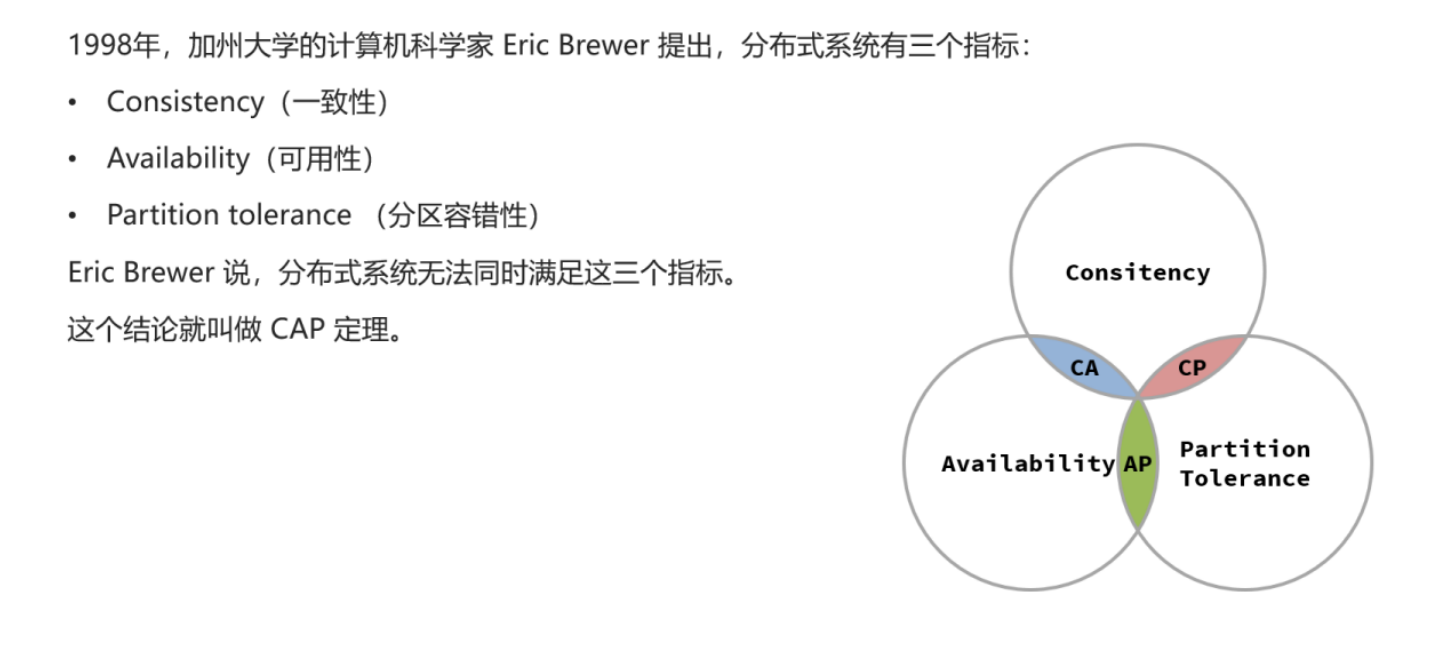 1998年，加州大学的计算机科学家 Eric Brewer 提出，分布式系统有三个指标：
• Consistency（一致性）
• Availability（可用性）
• Partition tolerance （分区容错性）
Eric Brewer 说，分布式系统无法同时满足这三个指标。
这个结论就叫做 CAP 定理。
Consitency
CA
CP
Availability
AP
Partition
Tolerance